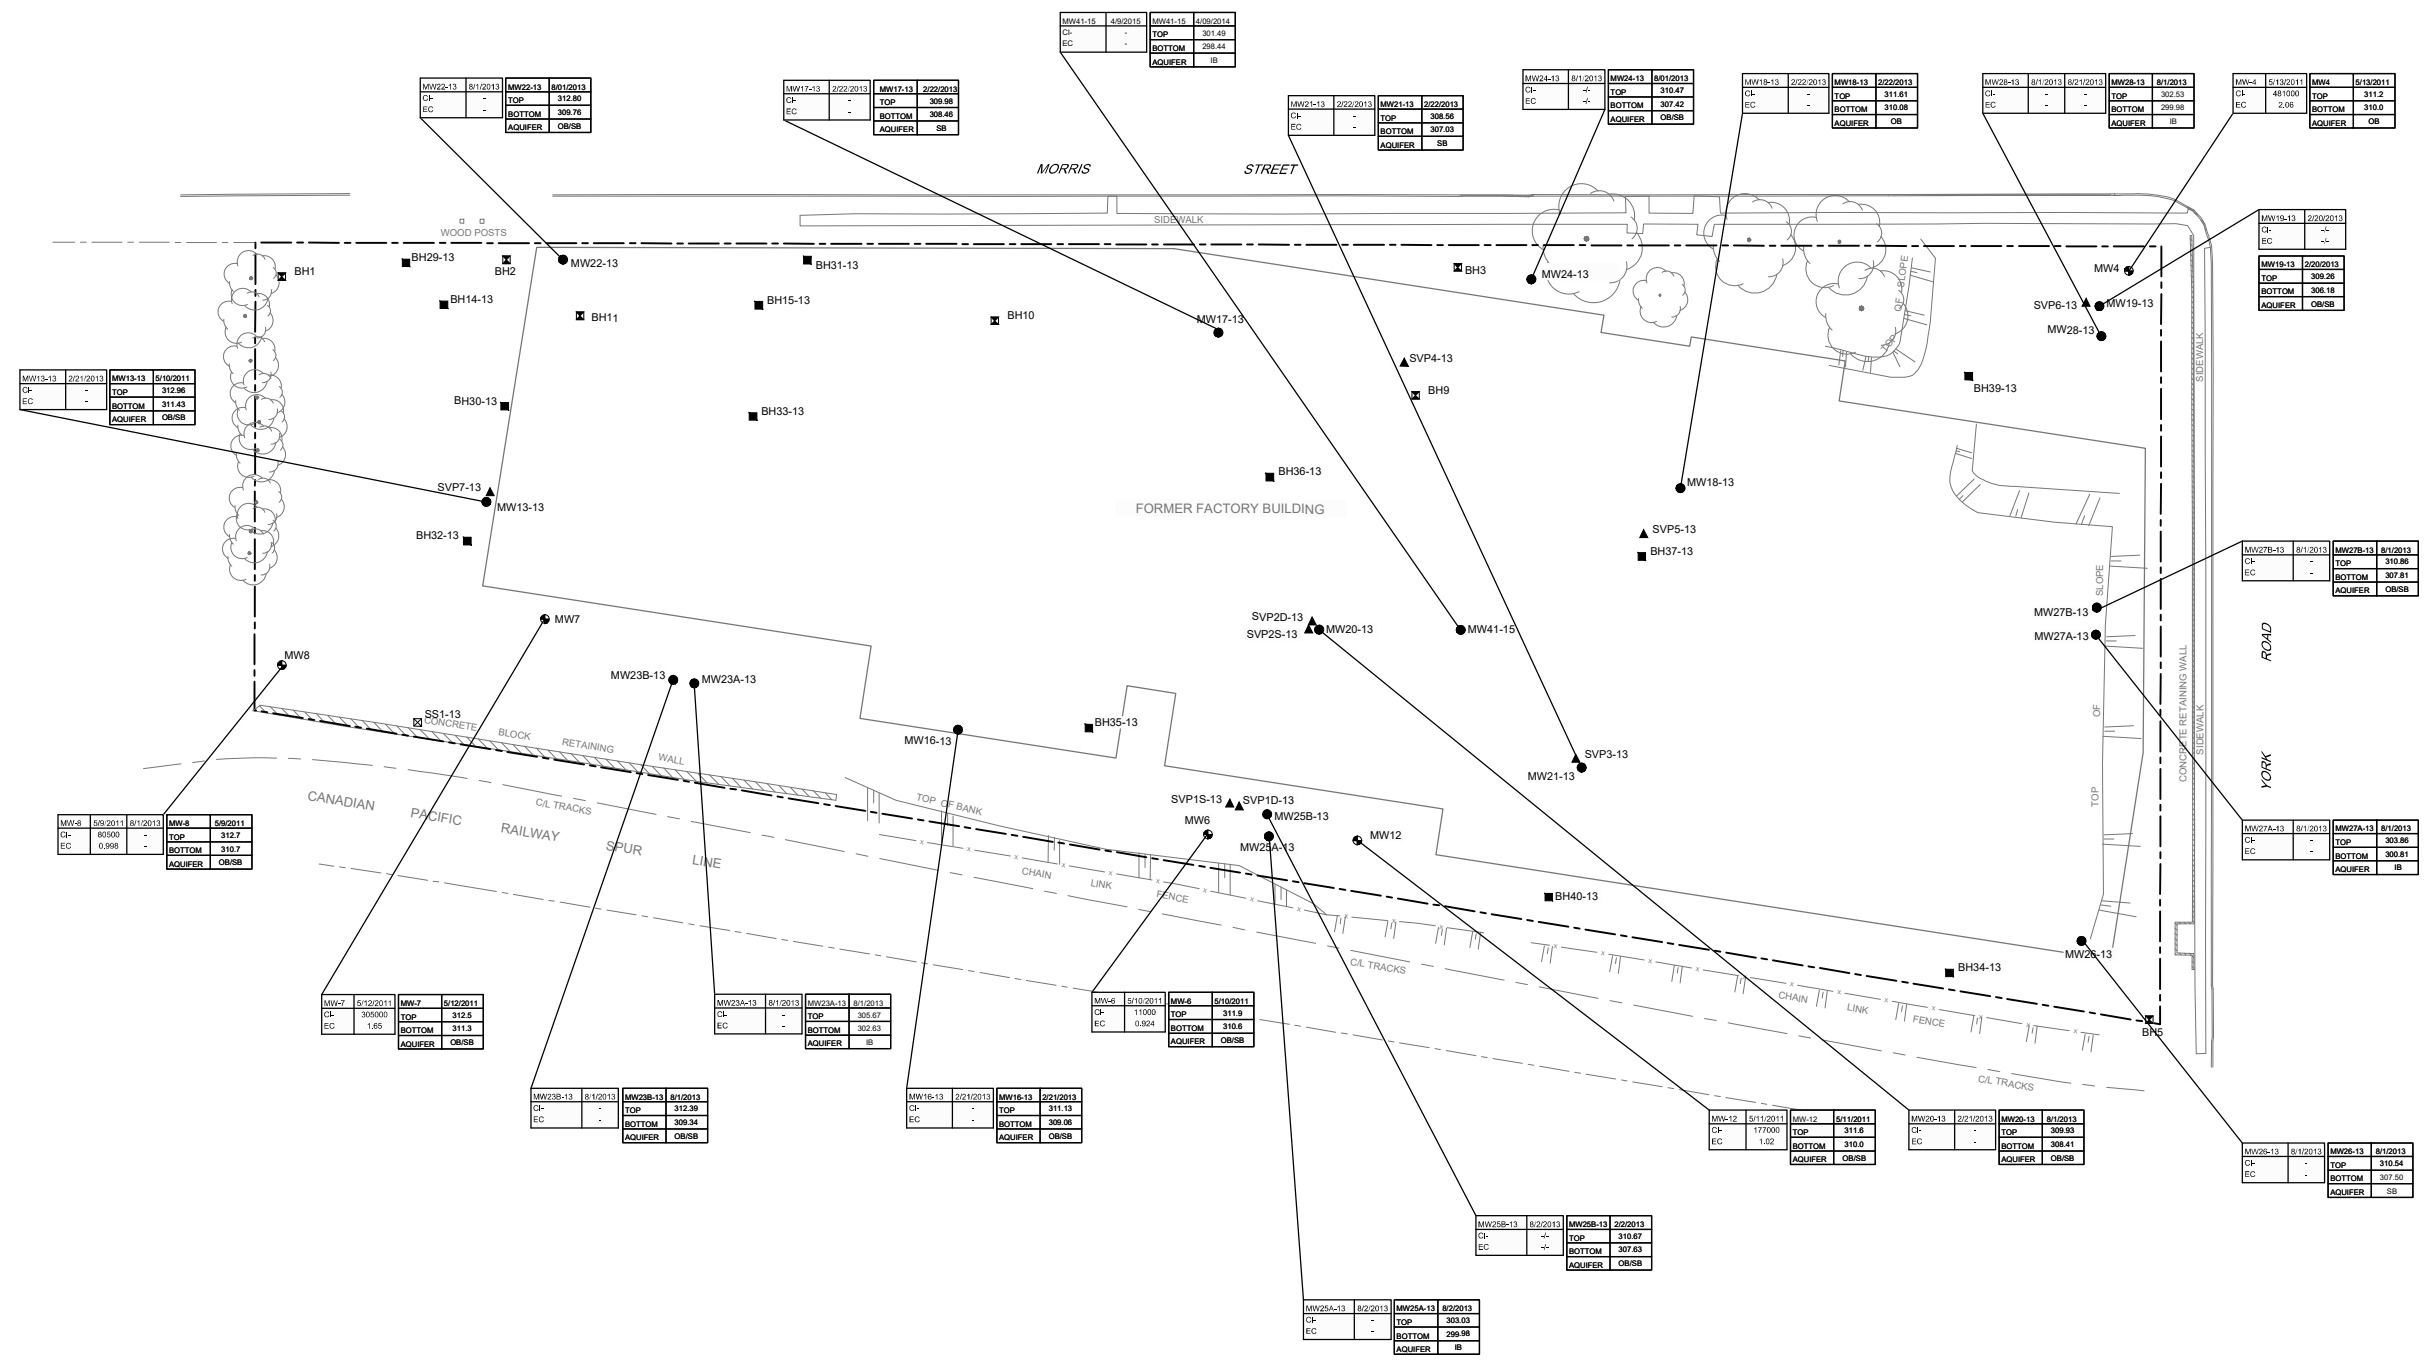 MW41-15 4/9/2015 MW41-15 4/09/2014
Cl- - TOP 301.49
EC - BOTTOM 298.44
AQUIFER IB
MW22-13 8/1/2013 MW22-13 8/01/2013
Cl- - TOP 312.80
EC - BOTTOM 309.76
AQUIFER OB/SB
MW17-13 2/22/2013 MW17-13 2/22/2013
Cl- - TOP 309.98
EC - BOTTOM 308.46
AQUIFER SB
MW21-13 2/22/2013 MW21-13 2/22/2013
Cl- - TOP 308.56
EC - BOTTOM 307.03
AQUIFER SB
MW24-13 8/1/2013 MW24-13 8/01/2013
Cl- -/- TOP 310.47
EC -/- BOTTOM 307.42
AQUIFER OB/SB
MW18-13 2/22/2013 MW18-13 2/22/2013
Cl- - TOP 311.61
EC - BOTTOM 310.08
AQUIFER OB
MW28-13 8/1/2013 8/21/2013 MW28-13 8/1/2013
Cl- - - TOP 302.53
EC - - BOTTOM 299.98
AQUIFER IB
MW-4 5/13/2011 MW4 5/13/2011
Cl- 481000 TOP 311.2
EC 2.06 BOTTOM 310.0
AQUIFER OB
MORRIS STREET
SIDEWALK
WOOD POSTS
MW19-13 2/20/2013
Cl- -/-
EC -/-
MW19-13 2/20/2013
TOP 309.26
BOTTOM 306.18
AQUIFER OB/SB
BH1
BH29-13
BH2
MW22-13
BH31-13
BH3
MW24-13
MW4
BH14-13
BH11
BH15-13
BH10
MW17-13
SVP6-13
MW19-13
MW28-13
TOP OF SLOPE
SIDEWALK
SVP4-13
BH9
BH39-13
MW13-13 2/21/2013 MW13-13 5/10/2011
Cl- - TOP 312.96
EC - BOTTOM 311.43
AQUIFER OB/SB
BH30-13
BH33-13
BH36-13
SVP7-13
MW13-13
MW18-13
FORMER FACTORY BUILDING
BH32-13
SVP5-13
BH37-13
MW27B-13 8/1/2013 MW27B-13 8/1/2013
Cl- - TOP 310.86
EC - BOTTOM 307.81
AQUIFER OB/SB
MW7
SVP2D-13
SVP2S-13
MW20-13
MW41-15
MW27B-13
MW27A-13
TOP OF SLOPE
CONCRETE RETAINING WALL
SIDEWALK
YORK ROAD
MW8
MW23B-13
MW23A-13
SS1-13
CONCRETE BLOCK RETAINING WALL
MW16-13
BH35-13
SVP3-13
MW21-13
CANADIAN PACIFIC RAILWAY SPUR LINE
C/L TRACKS
TOP OF BANK
SVP1S-13
SVP1D-13
MW6
MW25B-13
MW25A-13
MW12
CHAIN LINK FENCE
MW-8 5/9/2011 8/1/2013 MW-8 5/9/2011
Cl- 80500 - TOP 312.7
EC 0.998 - BOTTOM 310.7
AQUIFER OB/SB
MW27A-13 8/1/2013 MW27A-13 8/1/2013
Cl- - TOP 303.86
EC - BOTTOM 300.81
AQUIFER IB
BH40-13
MW26-13
BH34-13
C/L TRACKS
CHAIN LINK FENCE
BH5
C/L TRACKS
MW-7 5/12/2011 MW-7 5/12/2011
Cl- 305000 TOP 312.5
EC 1.65 BOTTOM 311.3
AQUIFER OB/SB
MW23A-13 8/1/2013 MW23A-13 8/1/2013
Cl- - TOP 305.67
EC - BOTTOM 302.63
AQUIFER IB
MW-6 5/10/2011 MW-6 5/10/2011
Cl- 11000 TOP 311.9
EC 0.924 BOTTOM 310.6
AQUIFER OB/SB
MW23B-13 8/1/2013 MW23B-13 8/1/2013
Cl- - TOP 312.39
EC - BOTTOM 309.34
AQUIFER OB/SB
MW16-13 2/21/2013 MW16-13 2/21/2013
Cl- - TOP 311.13
EC - BOTTOM 309.06
AQUIFER OB/SB
MW-12 5/11/2011 MW-12 5/11/2011
Cl- 177000 TOP 311.6
EC 1.02 BOTTOM 310.0
AQUIFER OB/SB
MW20-13 2/21/2013 MW20-13 8/1/2013
Cl- - TOP 309.93
EC - BOTTOM 308.41
AQUIFER OB/SB
MW26-13 8/1/2013 MW26-13 8/1/2013
Cl- - TOP 310.54
EC - BOTTOM 307.50
AQUIFER SB
MW25B-13 8/2/2013 MW25B-13 2/2/2013
Cl- -/- TOP 310.67
EC -/- BOTTOM 307.63
AQUIFER OB/SB
MW25A-13 8/2/2013 MW25A-13 8/2/2013
Cl- - TOP 303.03
EC - BOTTOM 299.98
AQUIFER IB